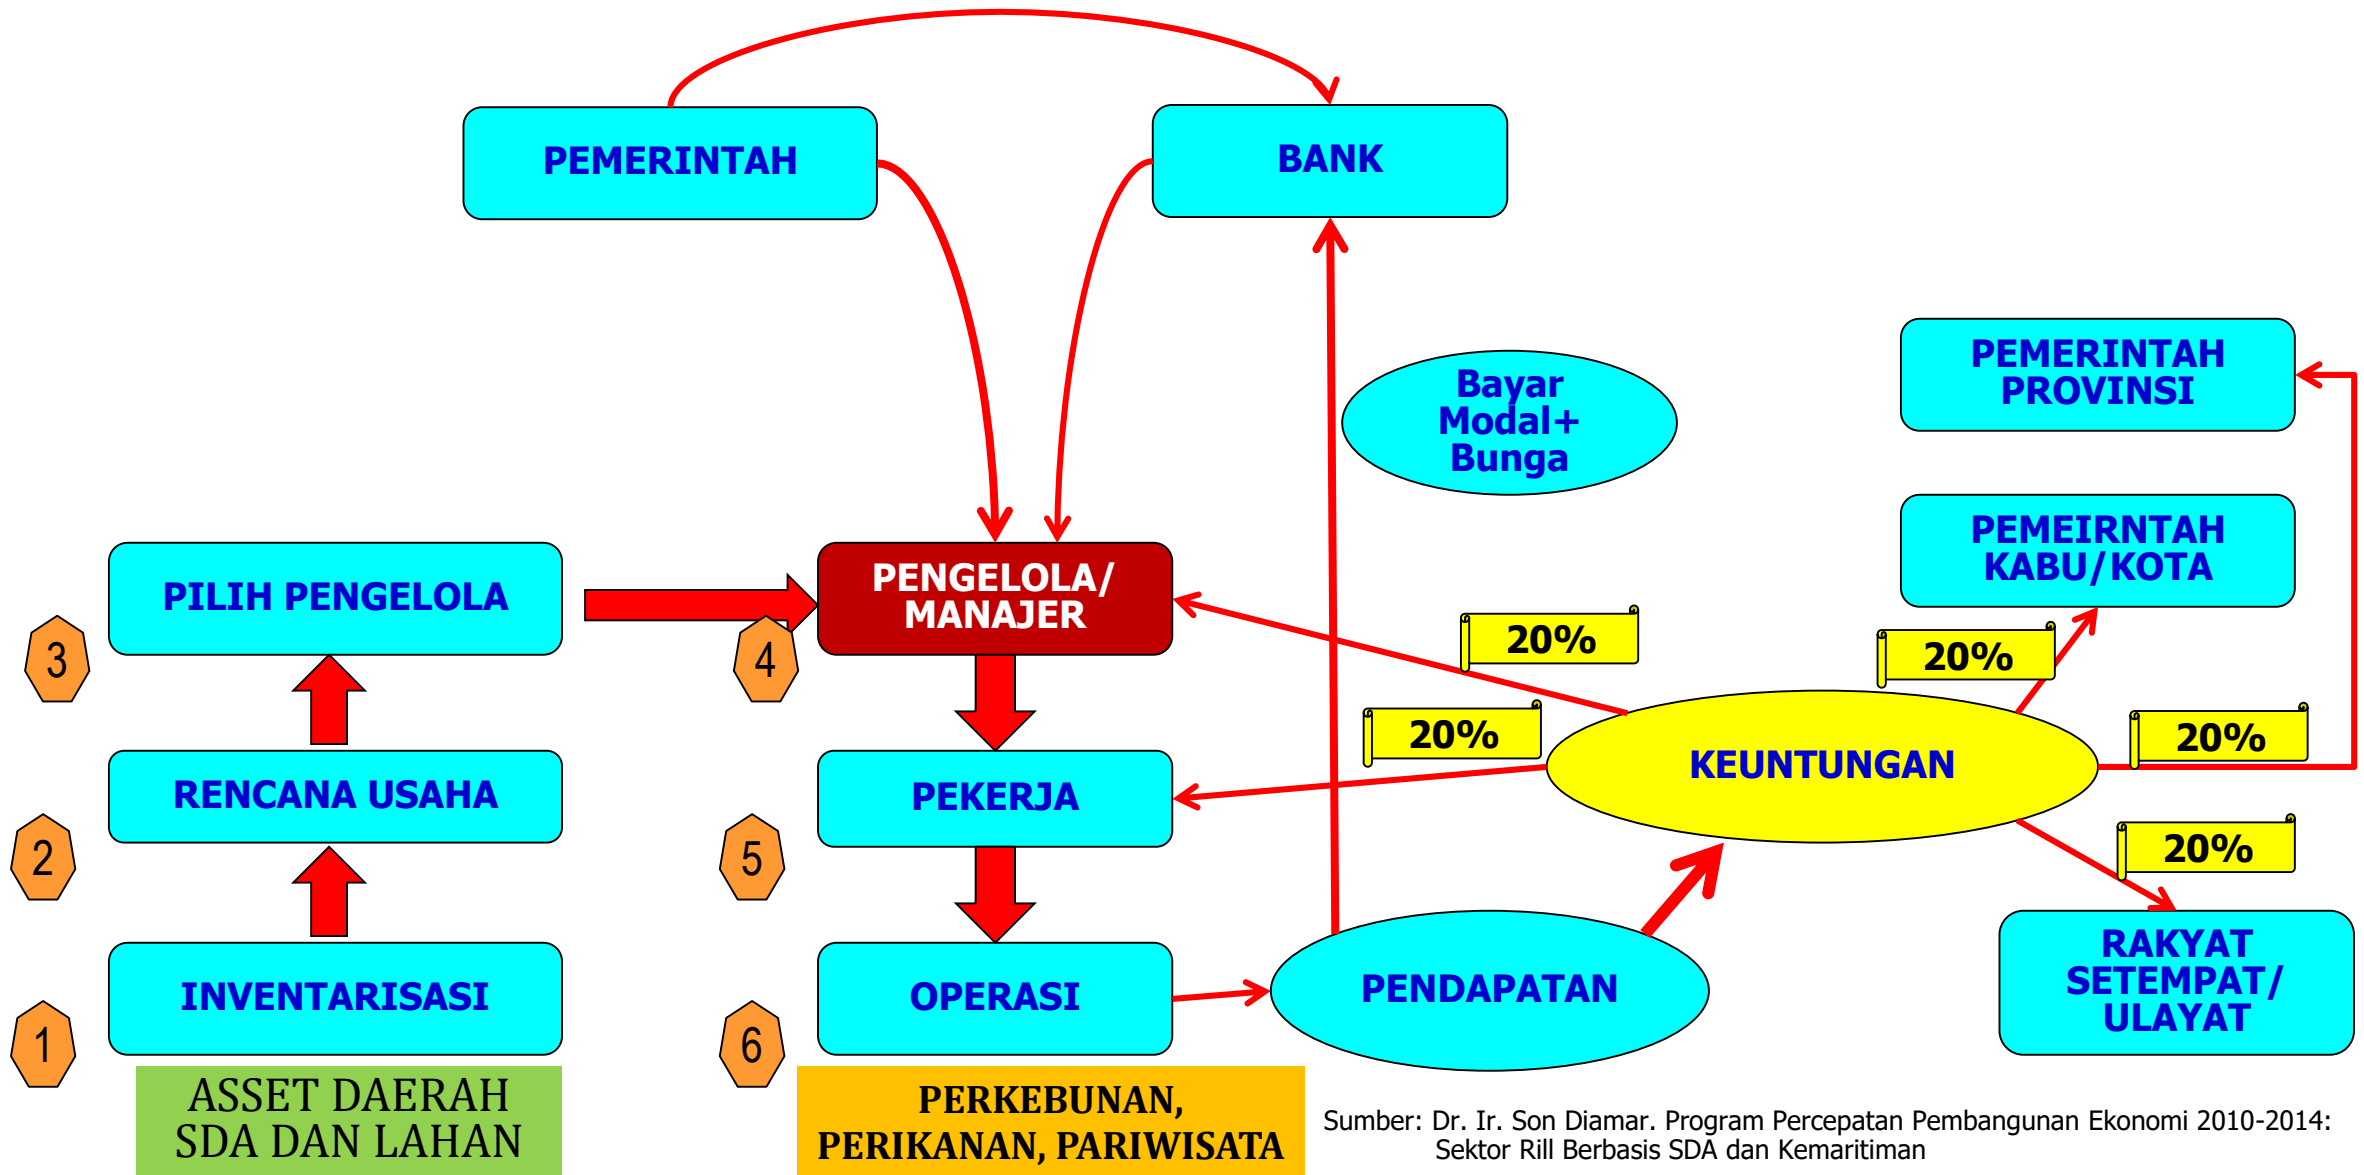 PEMERINTAH
BANK
Bayar
Modal+
Bunga
PEMERINTAH
PROVINSI
PEMEIRNTAH
KABU/KOTA
PILIH PENGELOLA
PENGELOLA/
MANAJER
3
4
20%
20%
20%
20%
KEUNTUNGAN
RENCANA USAHA
PEKERJA
2
5
20%
INVENTARISASI
OPERASI
PENDAPATAN
RAKYAT
SETEMPAT/
ULAYAT
1
6
ASSET DAERAH
SDA DAN LAHAN
PERKEBUNAN,
PERIKANAN, PARIWISATA
Sumber: Dr. Ir. Son Diamar. Program Percepatan Pembangunan Ekonomi 2010-2014:
Sektor Rill Berbasis SDA dan Kemaritiman